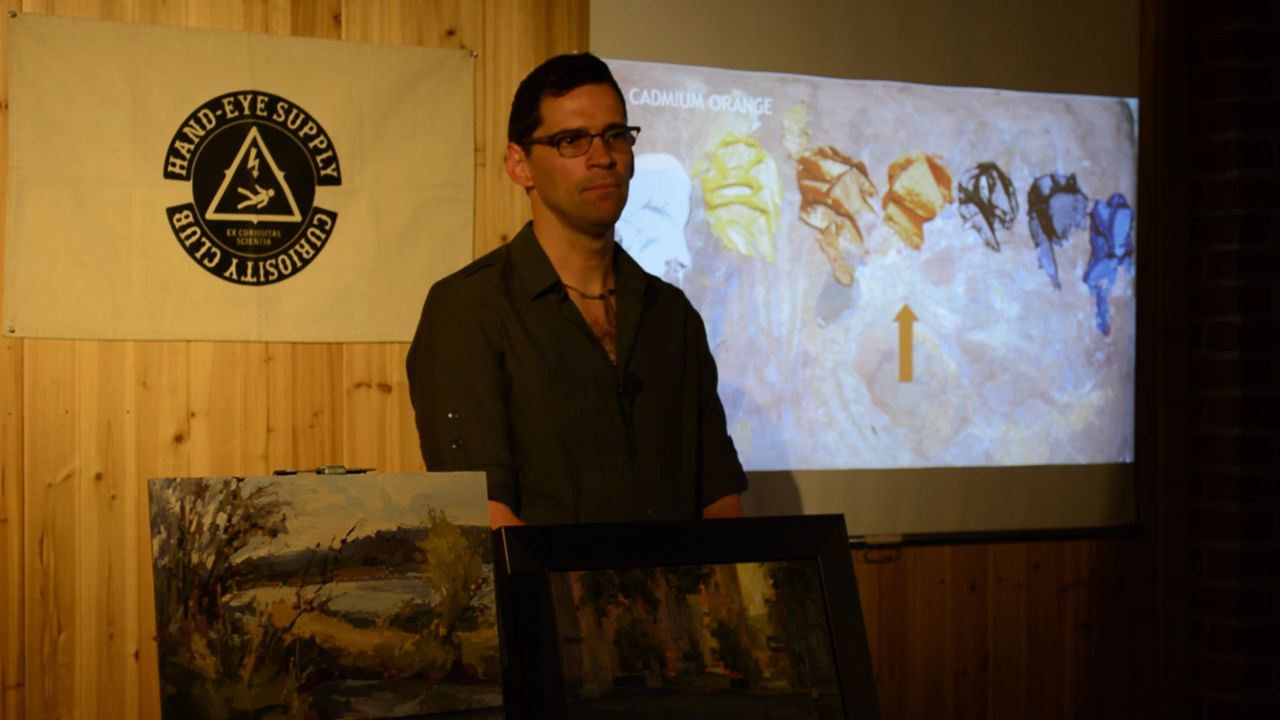 HAND-EYE SUPPLY
EX CURIOSITAS
SCIENTIA
CURIOSITY CLUB
CADMIUM ORANGE